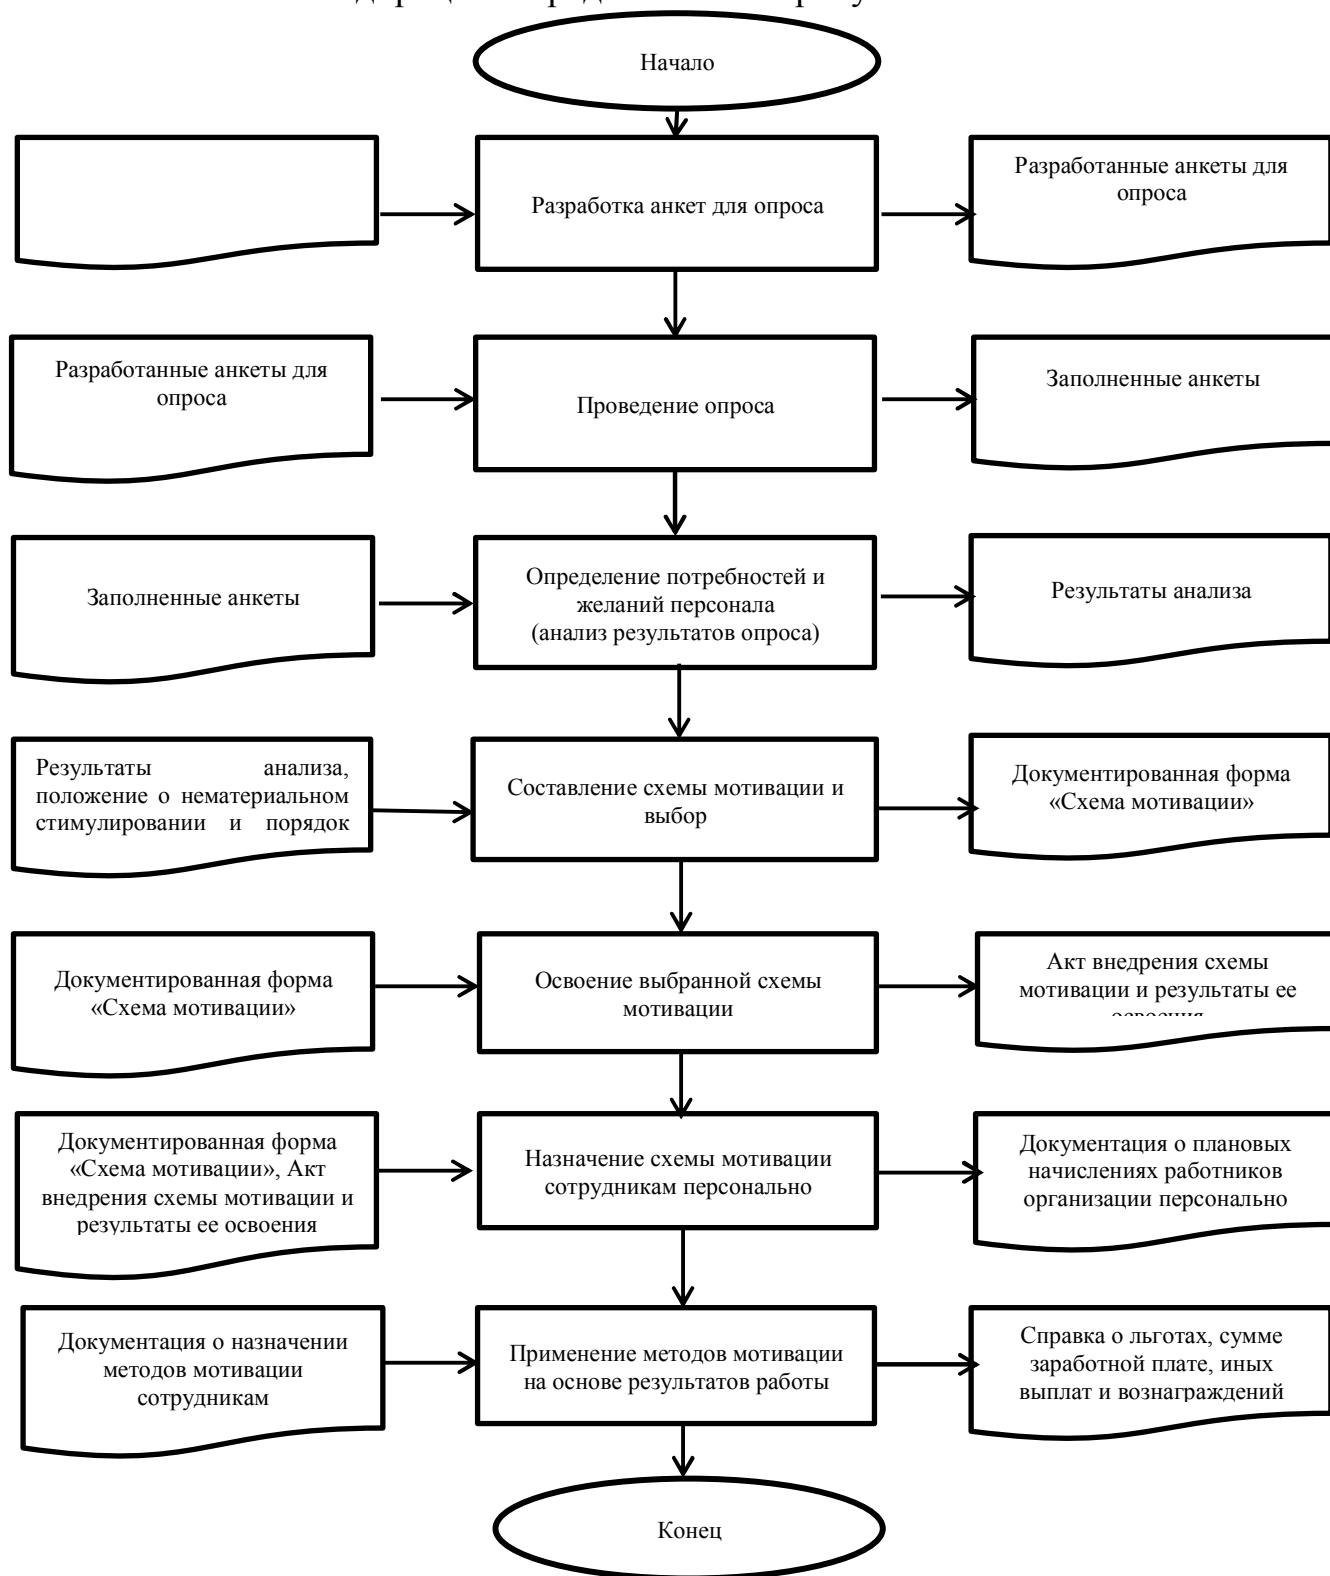 Начало
Разработка анкет для опроса
Разработанные анкеты для
опроса
Разработанные анкеты для
опроса
Проведение опроса
Заполненные анкеты
Заполненные анкеты
Определение потребностей и
желаний персонала
(анализ результатов опроса)
Результаты анализа
Результаты анализа,
положение о нематериальном
стимулировании и порядок
Составление схемы мотивации и
выбор
Документированная форма
«Схема мотивации»
Документированная форма
«Схема мотивации»
Освоение выбранной схемы
мотивации
Акт внедрения схемы
мотивации и результаты ее
освоения
Документированная форма
«Схема мотивации», Акт
внедрения схемы мотивации и
результаты ее освоения
Назначение схемы мотивации
сотрудникам персонально
Документация о плановых
начислениях работников
организации персонально
Документация о назначении
методов мотивации
сотрудникам
Применение методов мотивации
на основе результатов работы
Справка о льготах, сумме
заработной плате, иных
выплат и вознаграждений
Конец